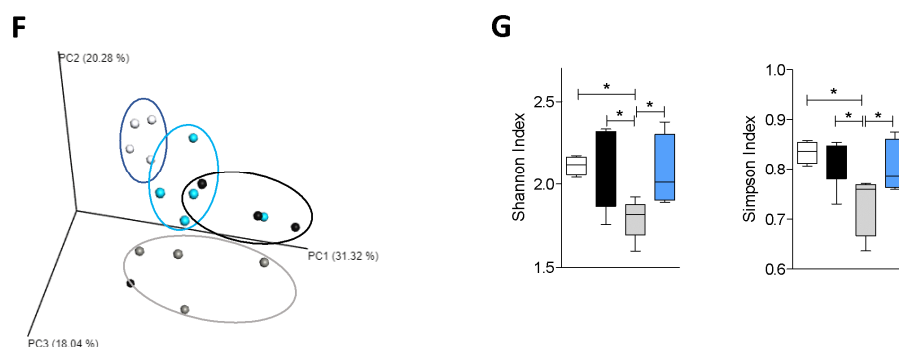 F
PC2 (20.28 %)
PC1 (31.32 %)
PC3 (18.04 %)
G
Shannon Index
2.5
2.0
1.5
*
*
*
Simpson Index
1.0
0.9
0.8
0.7
0.6
*
*
*